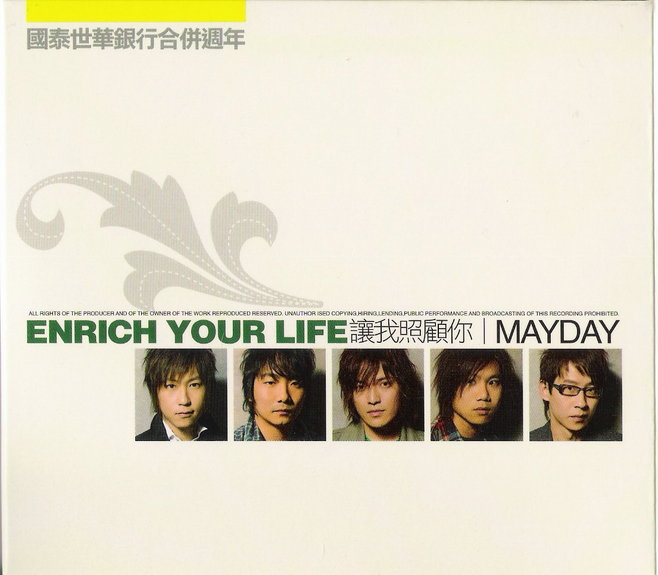 國泰世華銀行合併週年
ALL RIGHTS OF THE PRODUCER AND OF THE OWNER OF THE WORK REPRODUCED RESERVED. UNAUTHOR ISED COPYING,HIRING,LENDING,PUBLIC PERFORMANCE AND BROADCASTING OF THIS RECORDING PROHIBITED.
ENRICH YOUR LIFE讓我照顧你|MAYDAY